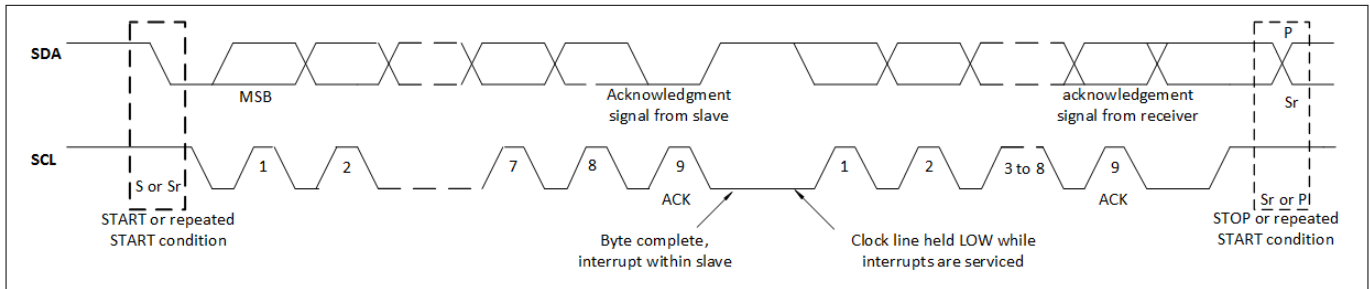 P
SDA
MSB
Acknowledgment
signal from slave
acknowledgement
signal from receiver
Sr
SCL
1
2
7
8
9
1
2
3 to 8
9
S or Sr
ACK
ACK
Sr or P
START or repeated
START condition
Byte complete,
interrupt within slave
Clock line held LOW while
interrupts are serviced
STOP or repeated
START condition